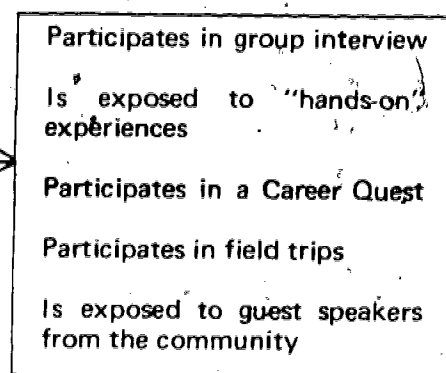 Participates in group interview
Is exposed to "hands-on"
experiences
Participates in a Career Quest
Participates in field trips
Is exposed to guest speakers
from the community